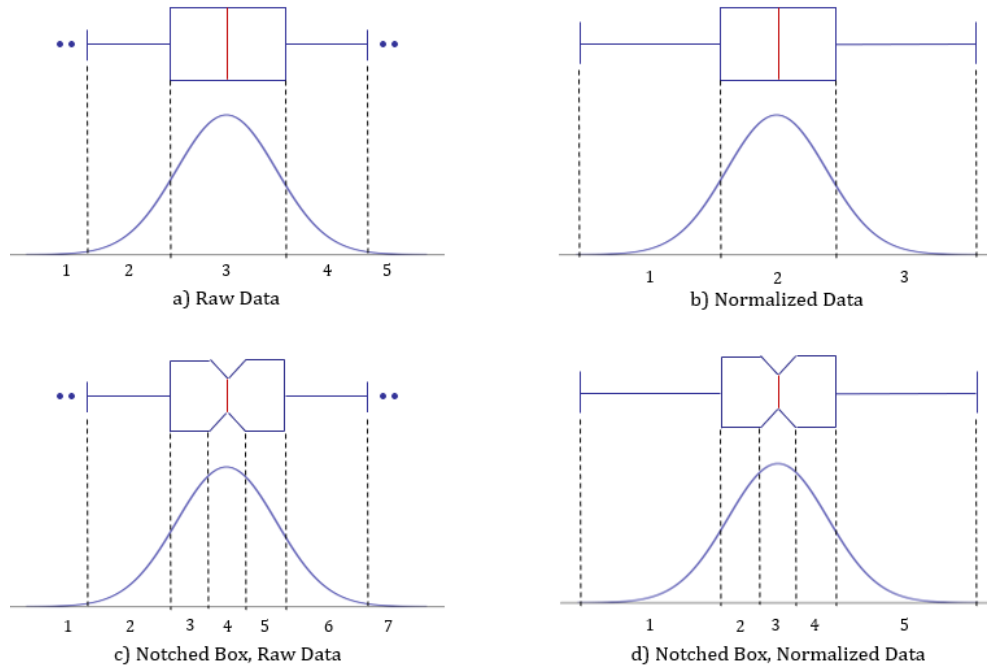 1 2 3 4 5
a) Raw Data
1 2 3
b) Normalized Data
1 2 3 4 5 6 7
c) Notched Box, Raw Data
1 2 3 4 5
d) Notched Box, Normalized Data